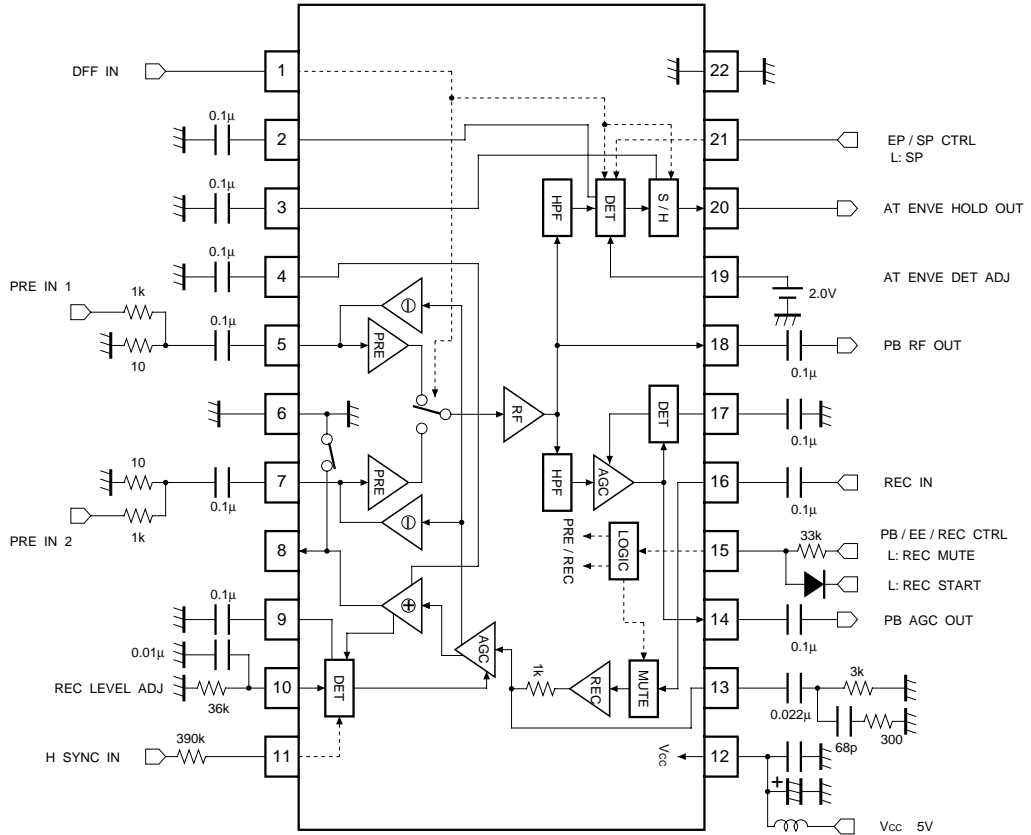 DFF IN
1
22
0.1μ
2
21
EP / SP CTRL
L: SP
0.1μ
3
HPF
DET
S / H
20
AT ENVE HOLD OUT
0.1μ
4
19
AT ENVE DET ADJ
2.0V
PRE IN 1
1k
10
0.1μ
5
PRE
18
PB RF OUT
0.1μ
6
RF
DET
17
0.1μ
10
1k
PRE IN 2
0.1μ
7
PRE
HPF
AGC
16
REC IN
0.1μ
8
PRE / REC
LOGIC
15
33k
PB / EE / REC CTRL
L: REC MUTE
L: REC START
0.1μ
9
14
PB AGC OUT
0.1μ
0.01μ
REC LEVEL ADJ
36k
10
DET
AGC
1k
REC
MUTE
13
0.022μ
3k
68p
300
H SYNC IN
390k
11
VCC
12
+
VCC 5V